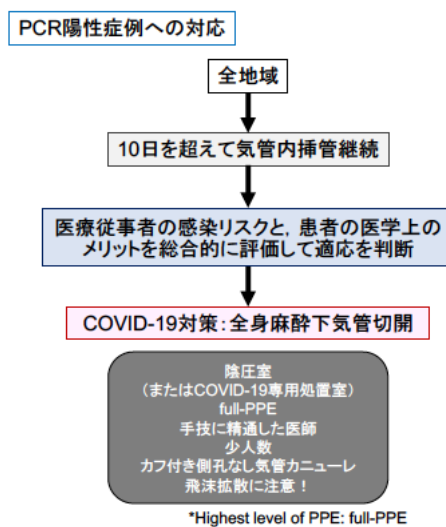 PCR陽性症例への対応
全地域
10日を超えて気管内挿管継続
医療従事者の感染リスクと，患者の医学上の
メリットを総合的に評価して適応を判断
COVID-19対策：全身麻酔下気管切開
陰圧室
（またはCOVID-19専用処置室）
full-PPE
手技に精通した医師
少人数
カフ付き側孔なし気管カニューレ
飛沫拡散に注意！
*Highest level of PPE: full-PPE